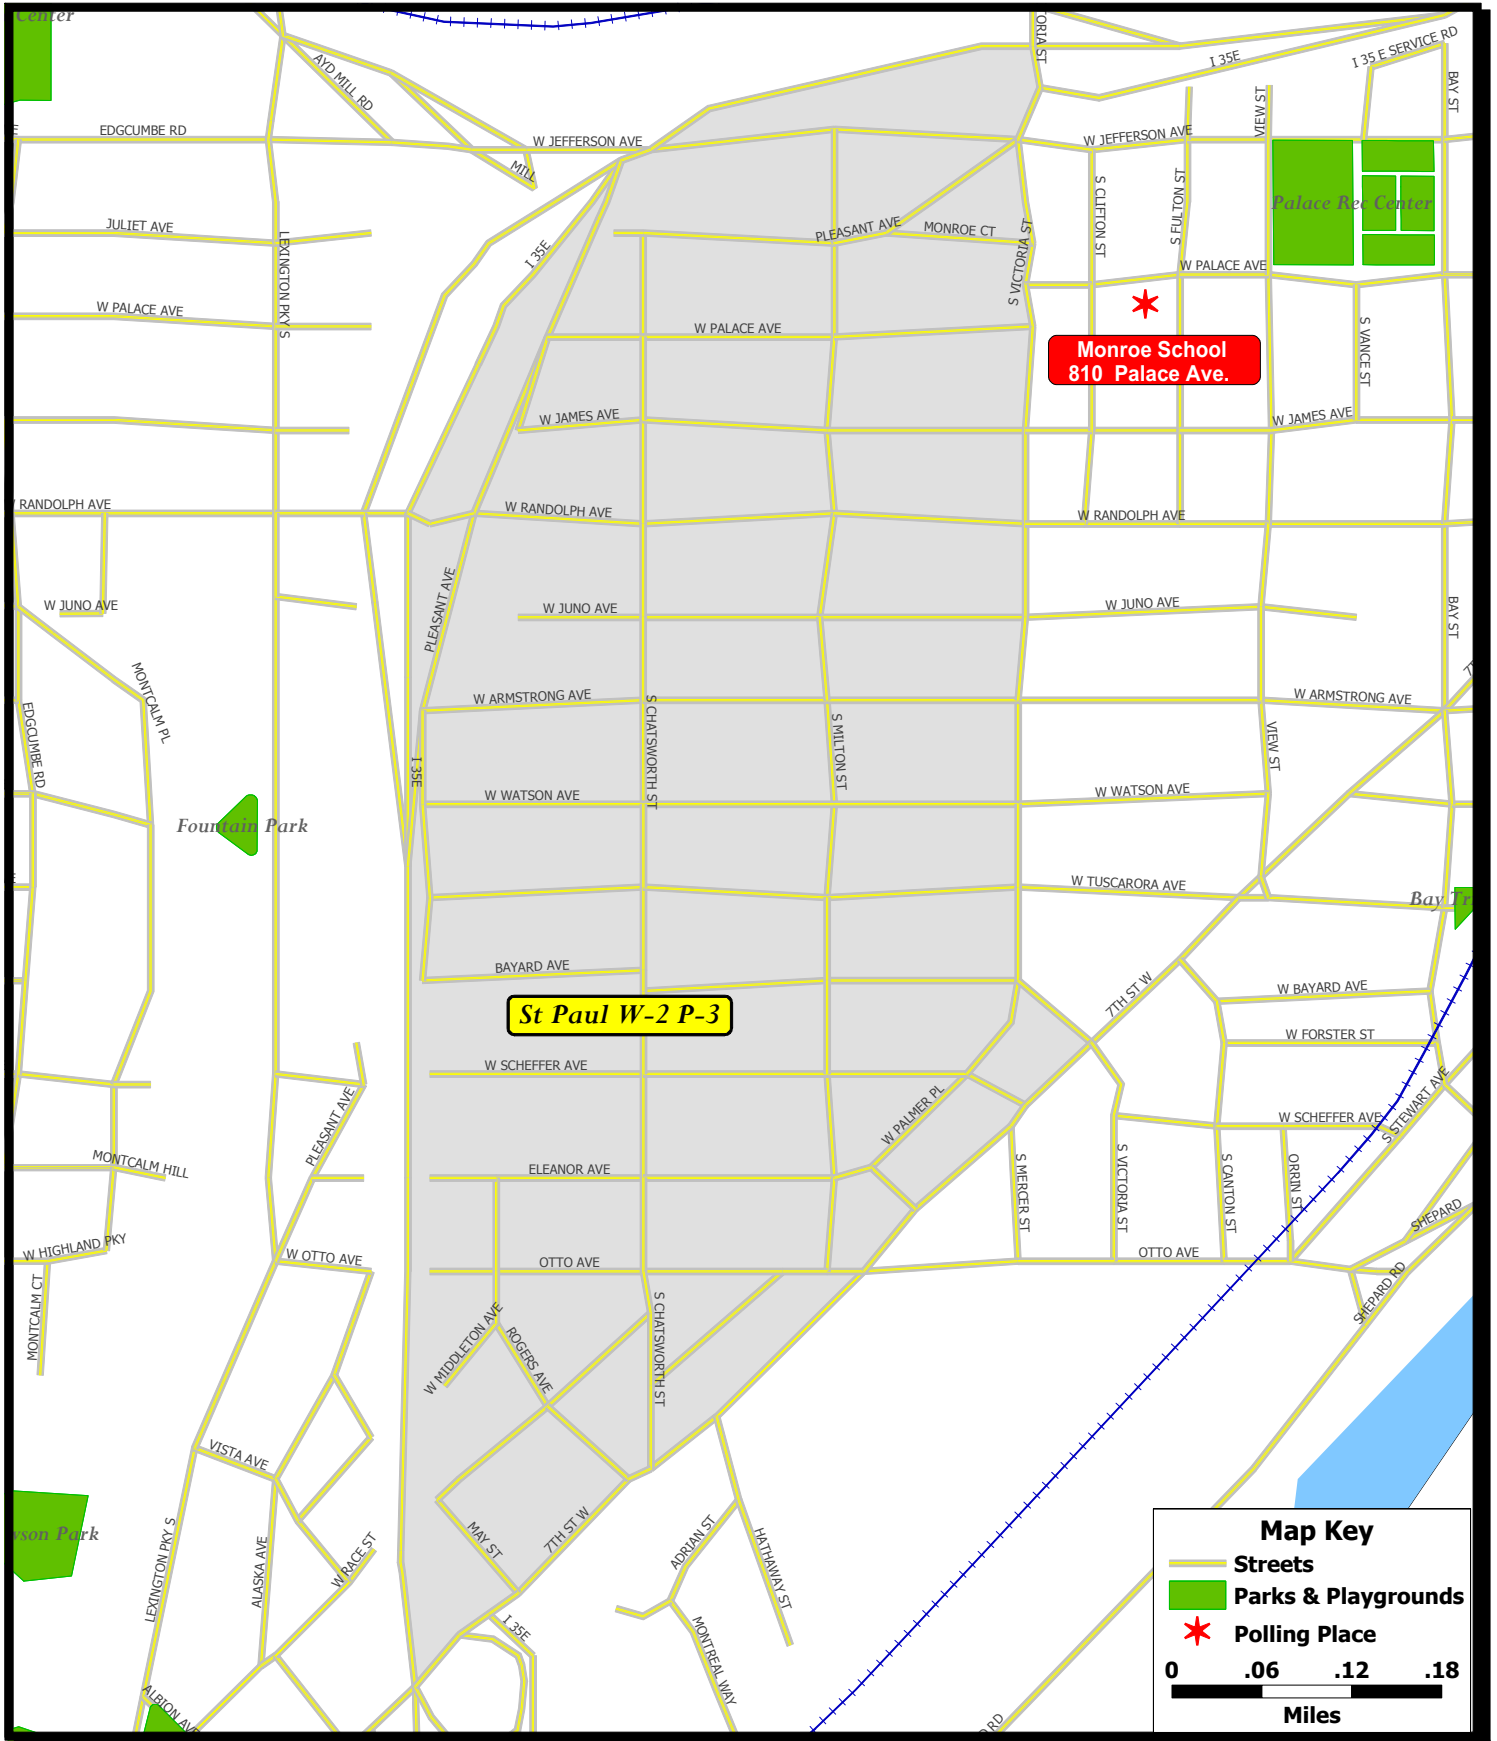 Center
ORIA ST
I 35E
I 35 E SERVICE RD
BAY ST
AYD MILL RD
VIEW ST
EDGCUMBE RD
W JEFFERSON AVE
W JEFFERSON AVE
MILL
S CLIFTON ST
S FULTON ST
Palace Rec Center
JULIET AVE
LEXINGTON PKY S
I 35E
PLEASANT AVE
MONROE CT
S VICTORIA ST
W PALACE AVE
W PALACE AVE
W PALACE AVE
S VANCE ST
Monroe School
810 Palace Ave.
W JAMES AVE
W JAMES AVE
RANDOLPH AVE
W RANDOLPH AVE
W RANDOLPH AVE
PLEASANT AVE
W JUNO AVE
W JUNO AVE
W JUNO AVE
BAY ST
MONTCALM PL
EDGCUMBE RD
W ARMSTRONG AVE
S CHATSWORTH ST
S MILTON ST
W ARMSTRONG AVE
VIEW ST
I 35E
W WATSON AVE
W WATSON AVE
Fountain Park
W TUSCARORA AVE
Bay Tr
BAYARD AVE
7TH ST W
W BAYARD AVE
St Paul W-2 P-3
W FORSTER ST
W SCHEFFER AVE
PLEASANT AVE
W PALMER PL
W SCHEFFER AVE
S STEWART AVE
MONTCALM HILL
ELEANOR AVE
S MERCER ST
S VICTORIA ST
S CANTON ST
ORRIN ST
SHEPARD
W HIGHLAND PKY
W OTTO AVE
OTTO AVE
OTTO AVE
MONTCALM CT
SHEPARD RD
W MIDDLETON AVE
ROGERS AVE
S CHATSWORTH ST
VISTA AVE
wson Park
LEXINGTON PKY S
ALASKA AVE
W RACE ST
MAY ST
7TH ST W
ADRIAN ST
HATHAWAY ST
I 35E
MONTREAL WAY
ALBION AVE
RD
Map Key
Streets
Parks & Playgrounds
Polling Place
0 .06 .12 .18
Miles